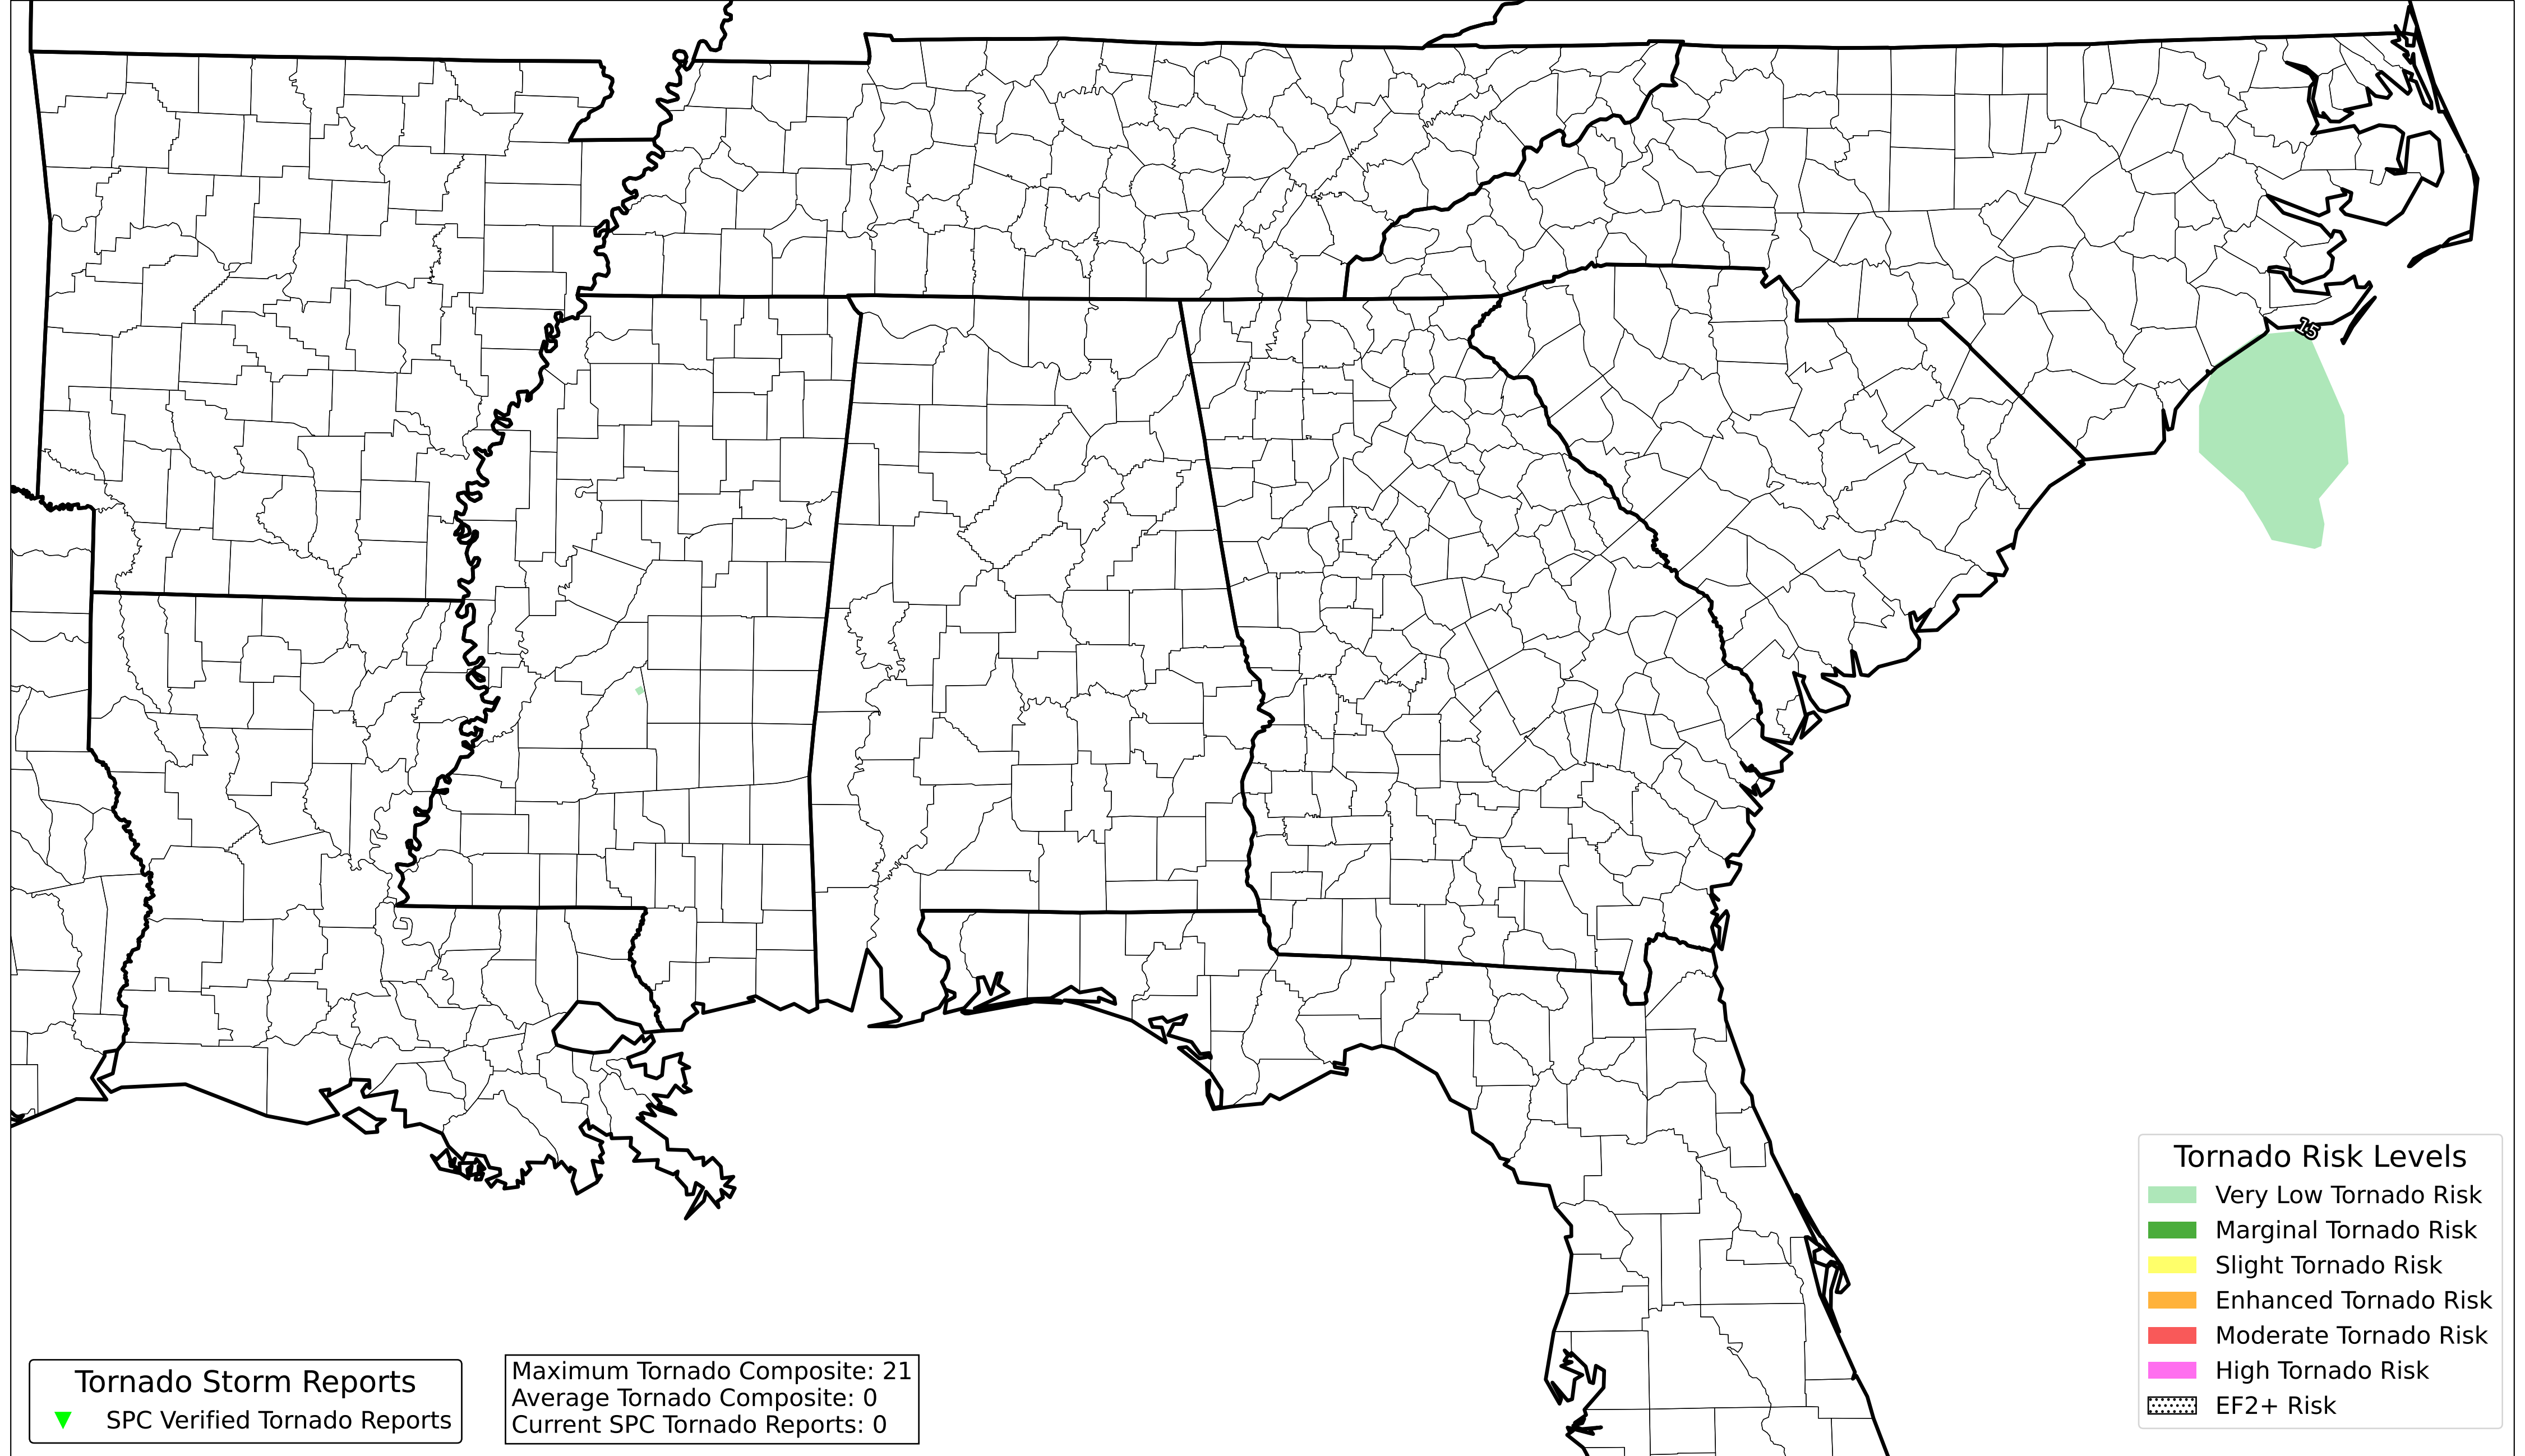 15
Tornado Risk Levels
Very Low Tornado Risk
Marginal Tornado Risk
Slight Tornado Risk
Enhanced Tornado Risk
Moderate Tornado Risk
High Tornado Risk
EF2+ Risk
Tornado Storm Reports
SPC Verified Tornado Reports
Maximum Tornado Composite: 21
Average Tornado Composite: 0
Current SPC Tornado Reports: 0